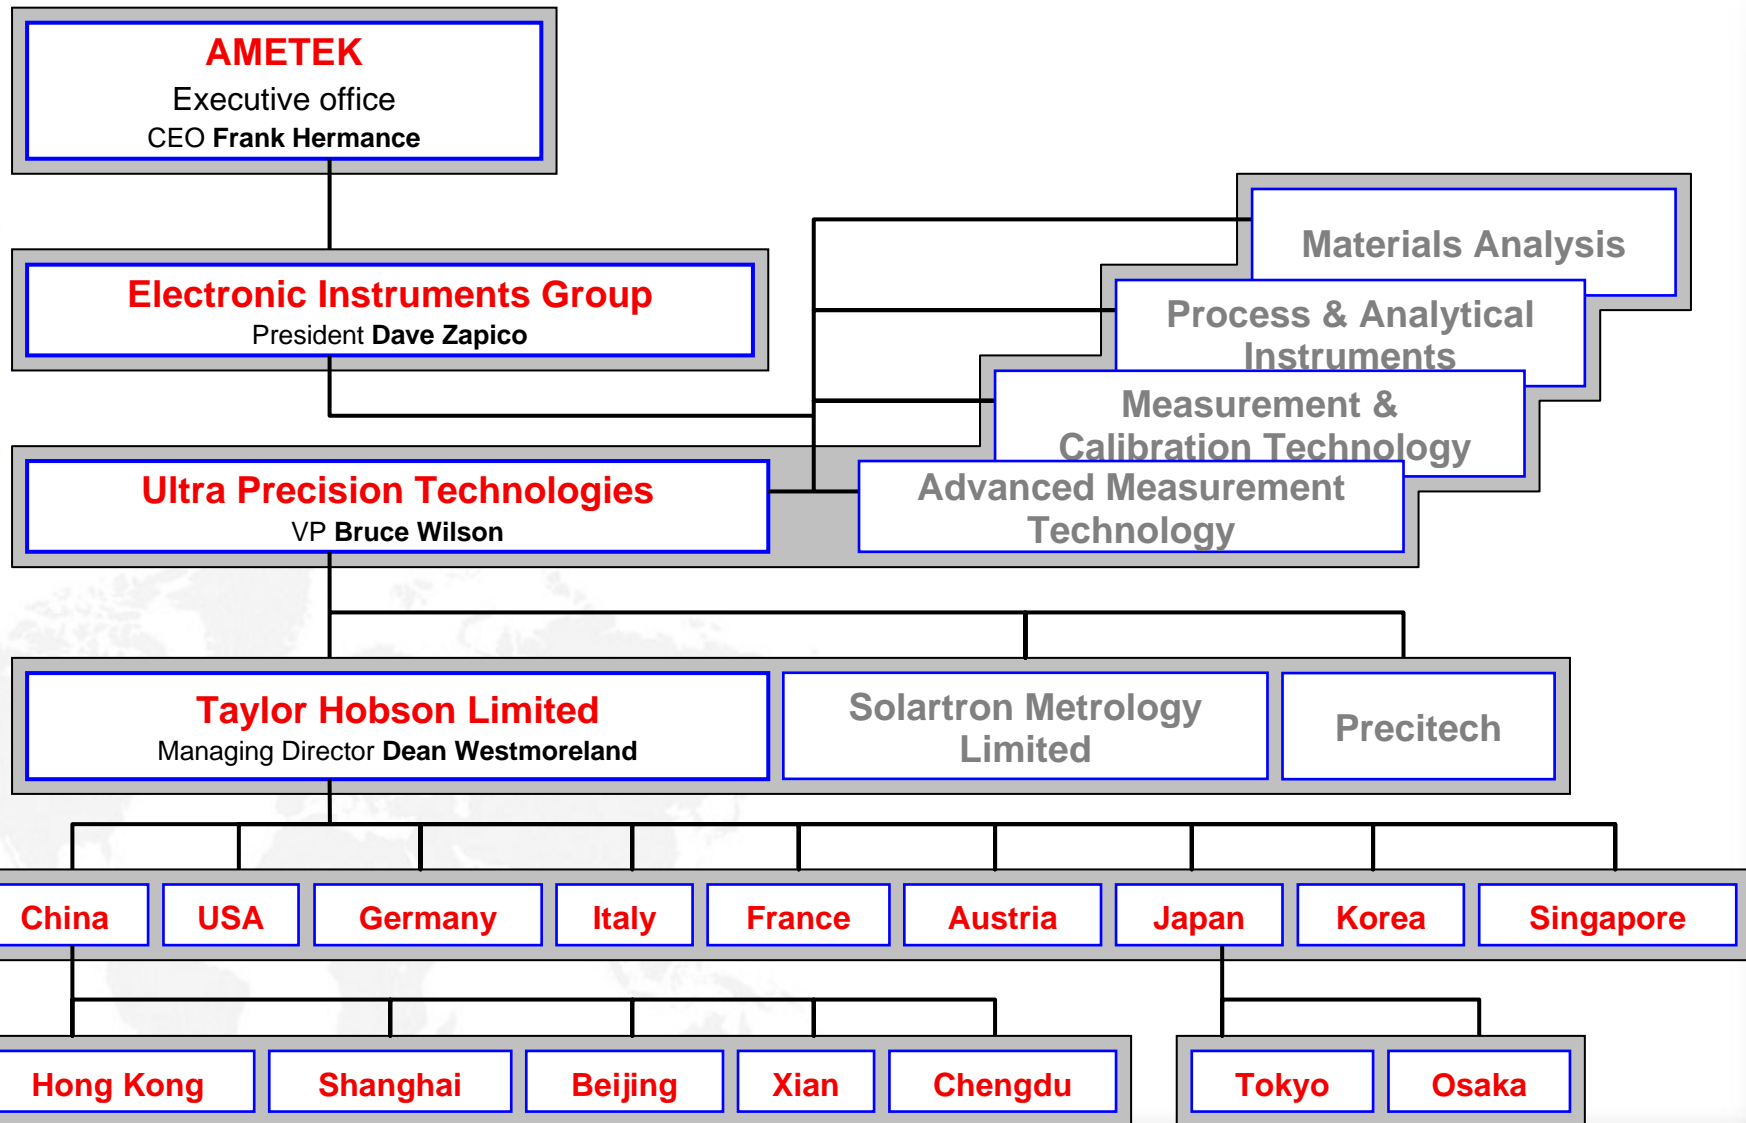 AMETEK
Executive office
CEO Frank Hermance
Electronic Instruments Group
President Dave Zapico
Materials Analysis
Process & Analytical
Instruments
Measurement &
Calibration Technology
Advanced Measurement
Technology
Ultra Precision Technologies
VP Bruce Wilson
Taylor Hobson Limited
Managing Director Dean Westmoreland
Solartron Metrology
Limited
Precitech
China
USA
Germany
Italy
France
Austria
Japan
Korea
Singapore
Hong Kong
Shanghai
Beijing
Xian
Chengdu
Tokyo
Osaka